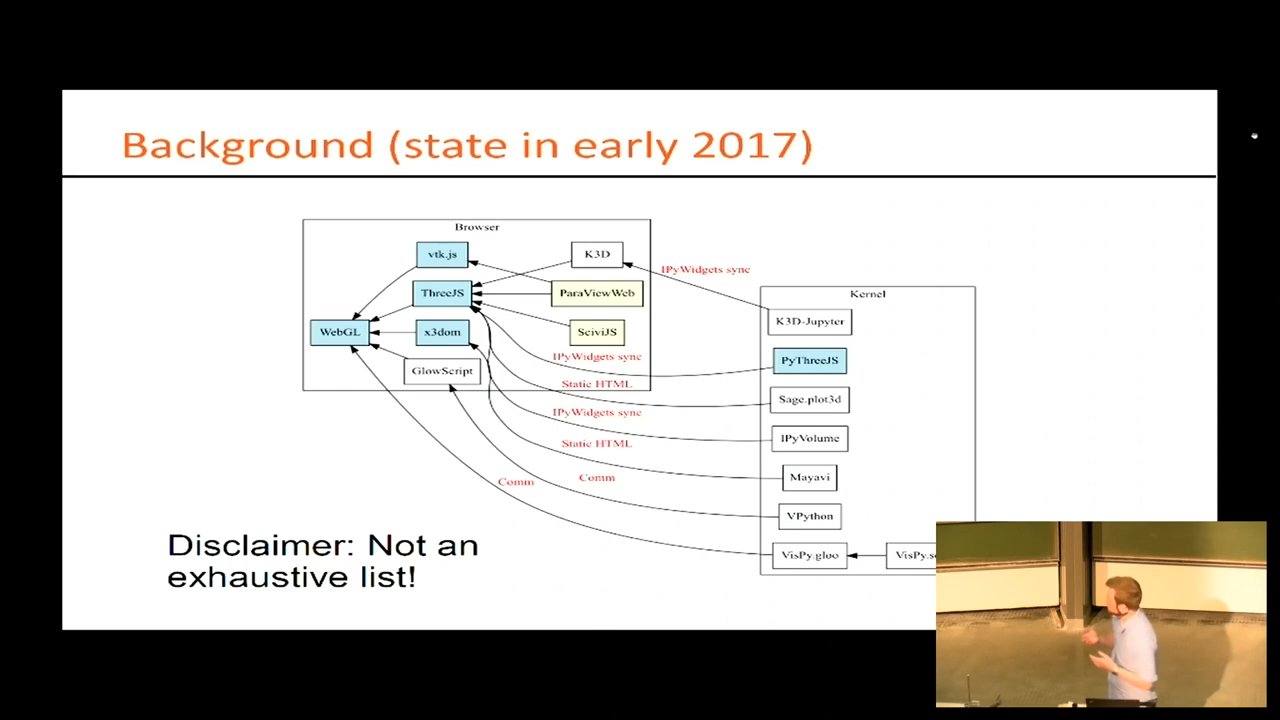 Background (state in early 2017)
Browser
vtk.js
K3D
IPyWidgets sync
ThreeJS
ParaViewWeb
Kernel
WebGL
x3dom
SciviJS
K3D-Jupyter
IPyWidgets sync
PyThreeJS
GlowScript
Static HTML
Sage.plot3d
IPyWidgets sync
IPyVolume
Static HTML
Mayavi
Comm
Comm
VPython
Disclaimer: Not an
exhaustive list!
VisPy.gloo